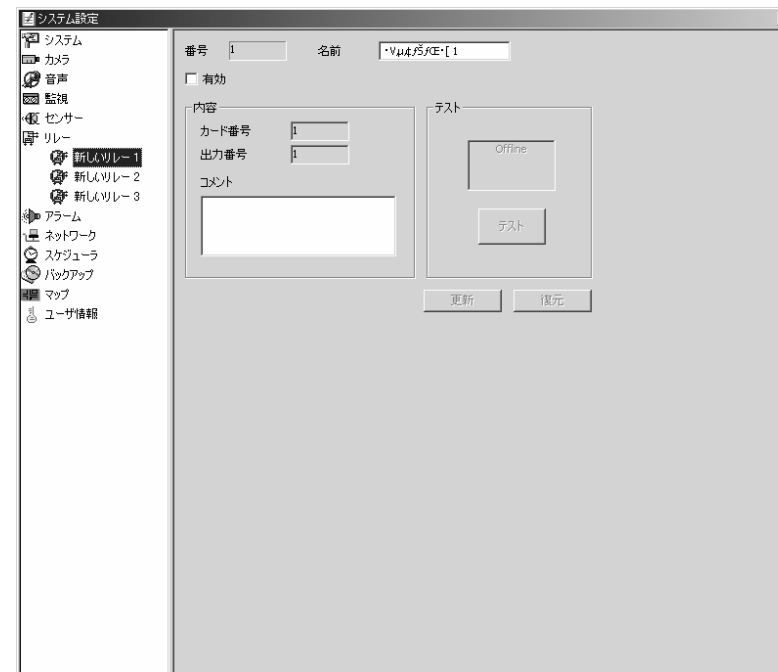 システム設定
システム
カメラ
音声
監視
センサー
リレー
新しいリレー 1
新しいリレー 2
新しいリレー 3
アラーム
ネットワーク
スケジューラ
バックアップ
マップ
ユーザ情報
番号 1 名前 ・Vµ¢ƒŠƒŒ・[ 1
有効
内容
カード番号 1
出力番号 1
コメント
テスト
Offline
テスト
更新 復元